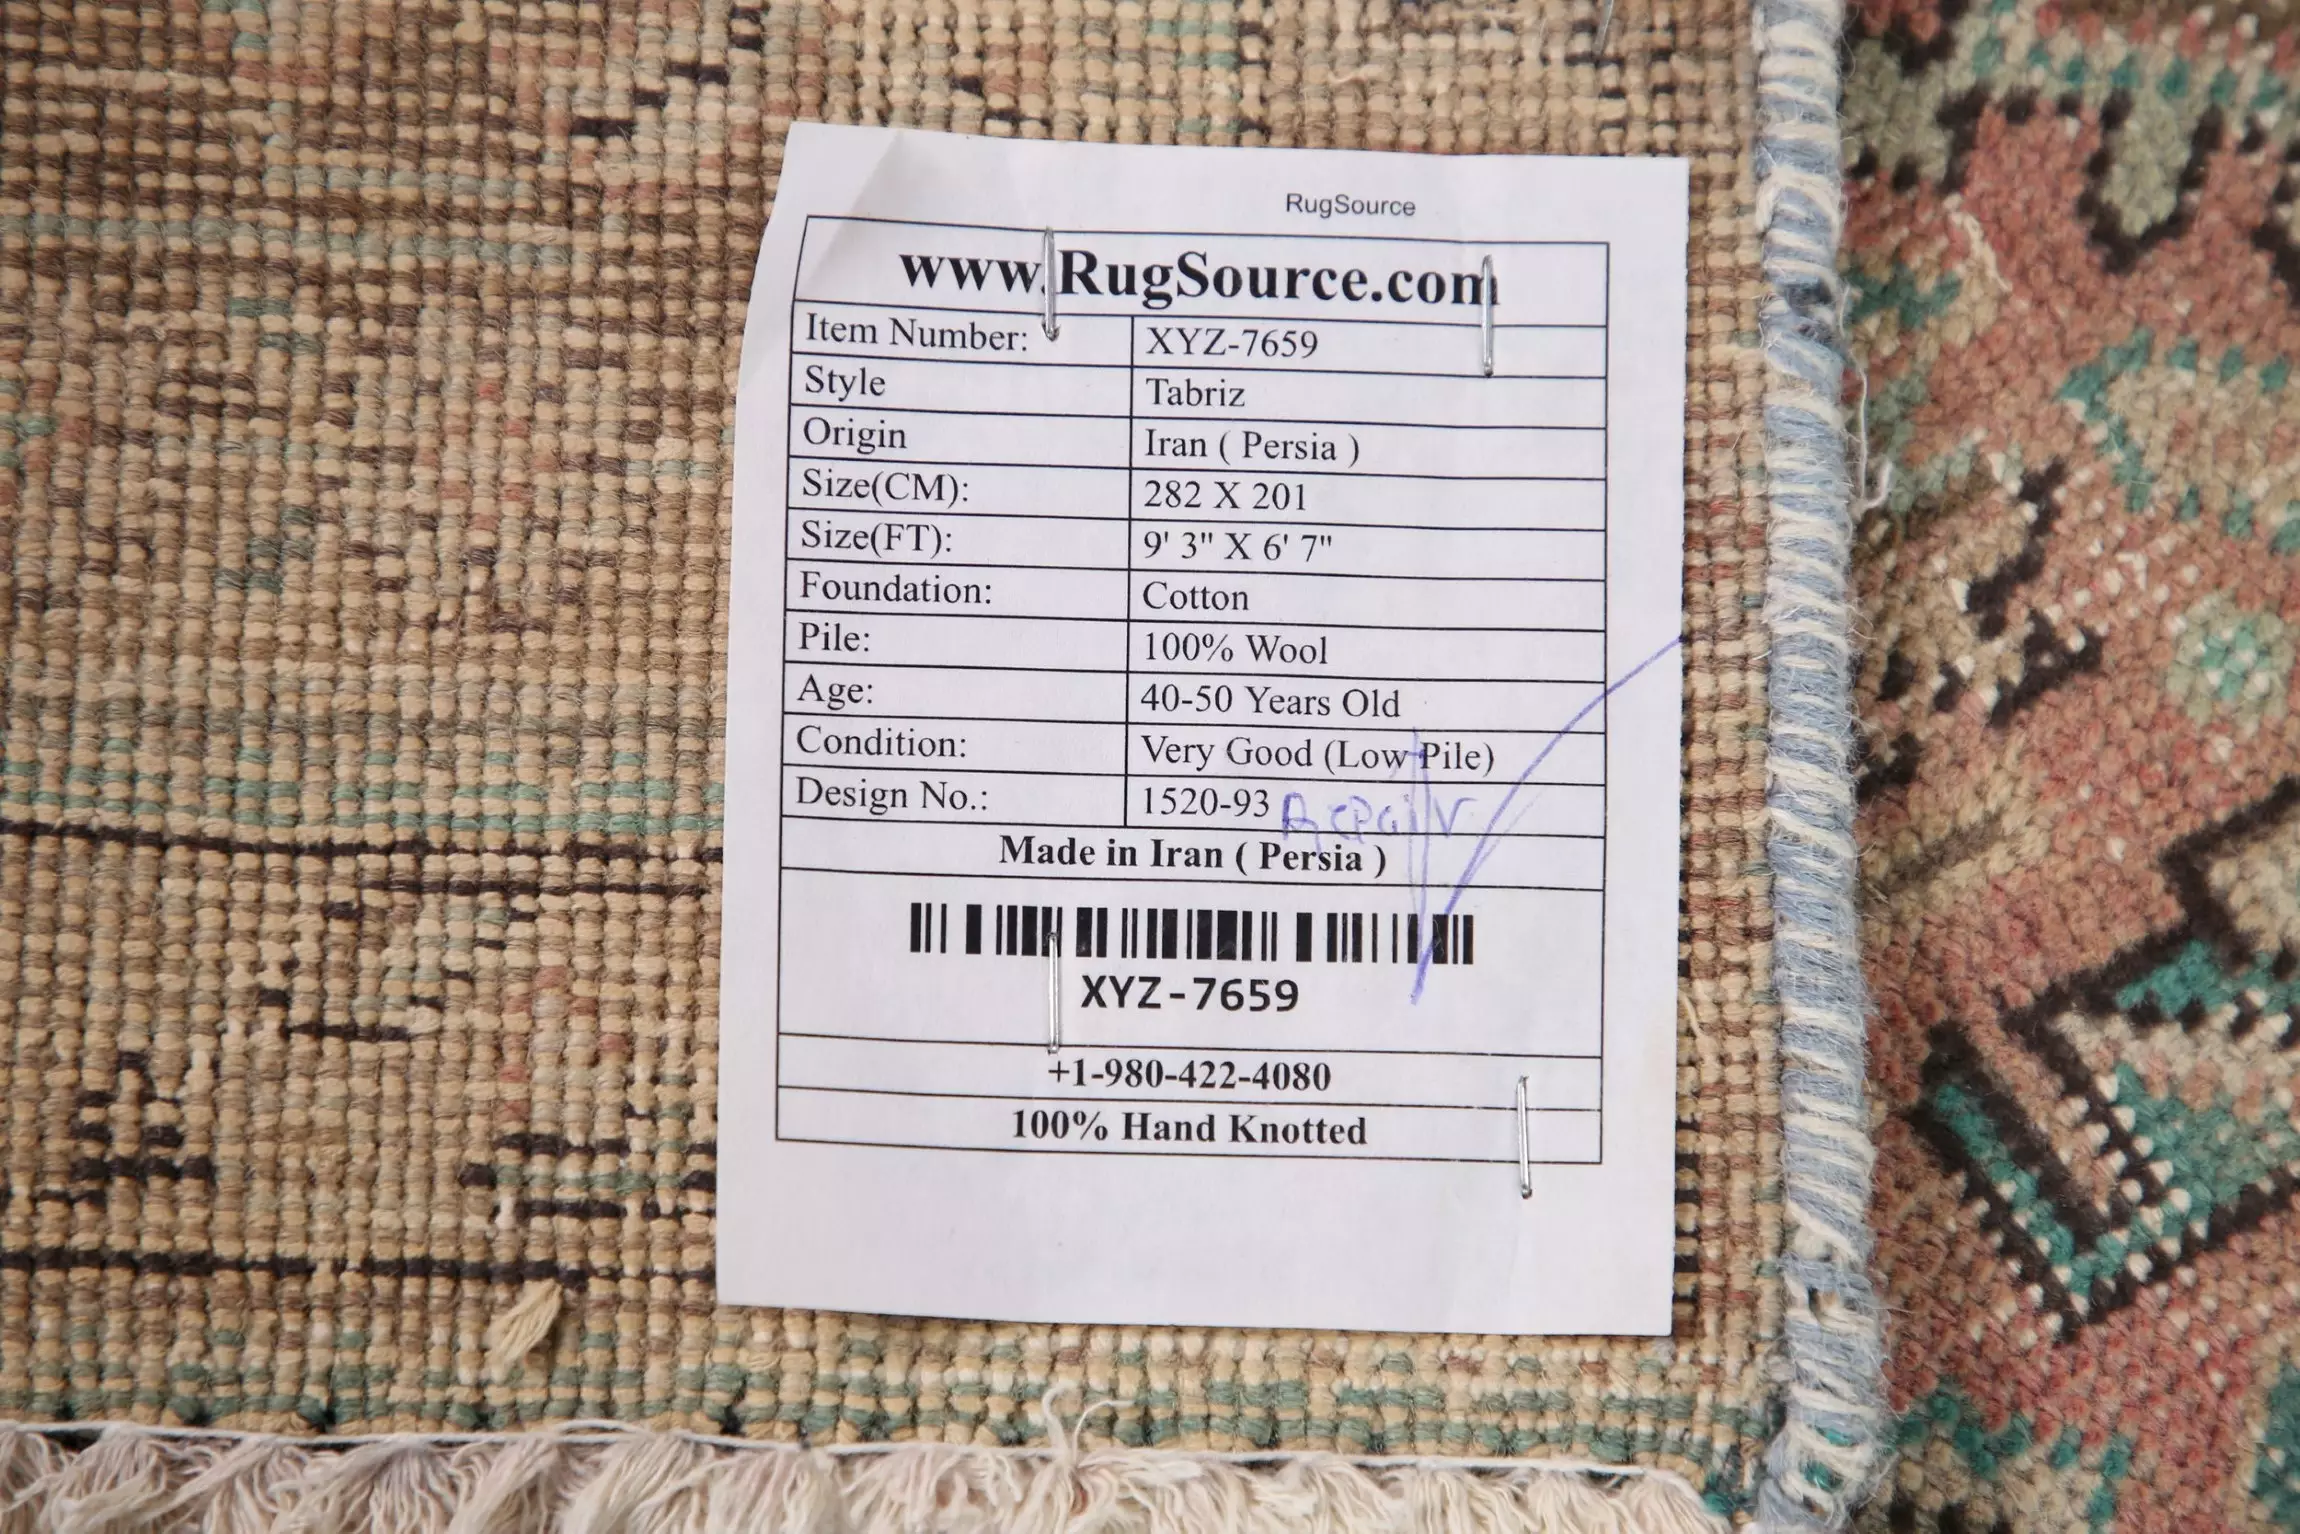 RugSource
www.RugSource.com
Item Number: XYZ-7659
Style Tabriz
Origin Iran ( Persia )
Size(CM): 282 X 201
Size(FT): 9' 3" X 6' 7"
Foundation: Cotton
Pile: 100% Wool
Age: 40-50 Years Old
Condition: Very Good (Low Pile)
Design No.: 1520-93 Repair
Made in Iran ( Persia )
XYZ-7659
+1-980-422-4080
100% Hand Knotted